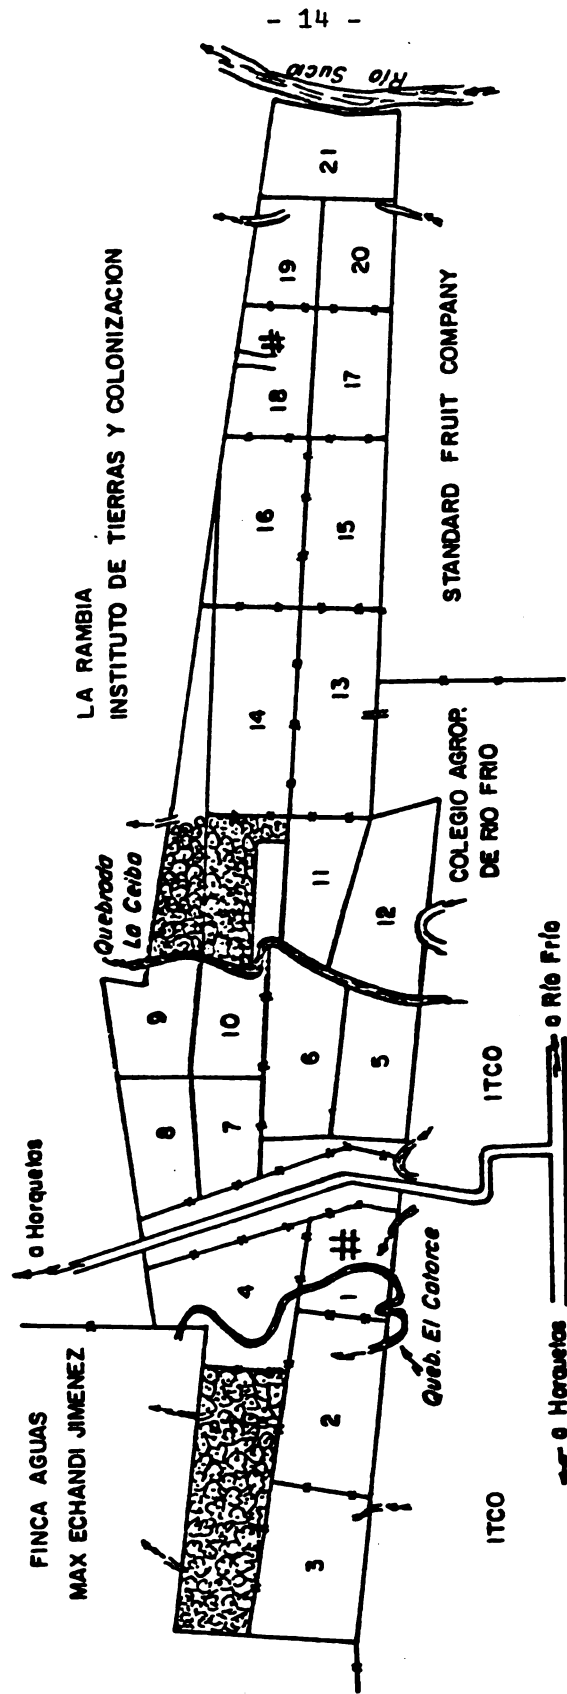 - 14 -
Río Sucio
21
19
20
LA RAMBIA
INSTITUTO DE TIERRAS Y COLONIZACION
18
17
STANDARD FRUIT COMPANY
16
15
14
13
Quebrada
La Ceiba
COLEGIO AGROP.
DE RIO FRIO
11
12
9
10
6
5
8
7
ITCO
a Río Frío
a Horquetas
4
1
Queb. El Catorce
FINCA AGUAS
MAX ECHANDI JIMENEZ
2
3
ITCO
a Horquetas